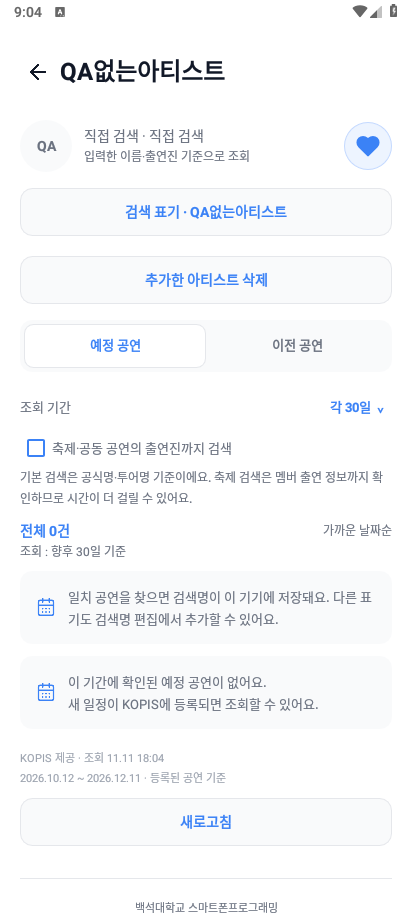 9:04
A
QA없는아티스트
QA
직접 검색 · 직접 검색
입력한 이름·출연진 기준으로 조회
검색 표기 · QA없는아티스트
추가한 아티스트 삭제
예정 공연
이전 공연
조회 기간
각 30일
축제·공동 공연의 출연진까지 검색
기본 검색은 공식명·투어명 기준이에요. 축제 검색은 멤버 출연 정보까지 확
인하므로 시간이 더 걸릴 수 있어요.
전체 0건
가까운 날짜순
조회 : 향후 30일 기준
일치 공연을 찾으면 검색명이 이 기기에 저장돼요. 다른 표
기도 검색명 편집에서 추가할 수 있어요.
이 기간에 확인된 예정 공연이 없어요.
새 일정이 KOPIS에 등록되면 조회할 수 있어요.
KOPIS 제공 · 조회 11.11 18:04
2026.10.12 ~ 2026.12.11 · 등록된 공연 기준
새로고침
백석대학교 스마트폰프로그래밍